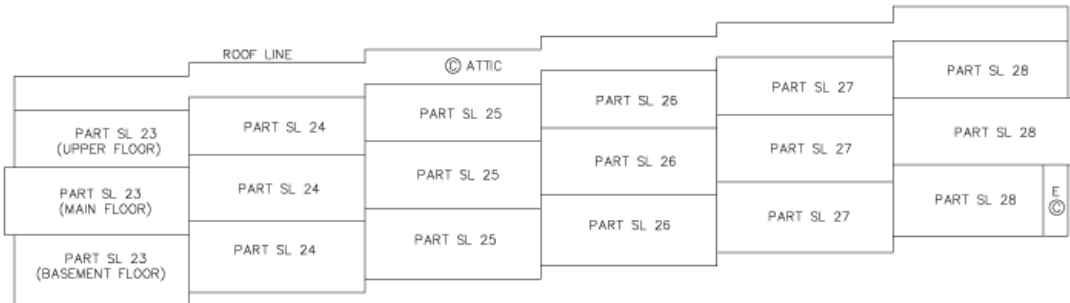 ROOF LINE
Ⓒ ATTIC
PART SL 28
PART SL 27
PART SL 26
PART SL 25
PART SL 24
PART SL 23
(UPPER FLOOR)
PART SL 28
PART SL 27
PART SL 26
PART SL 25
PART SL 24
PART SL 23
(MAIN FLOOR)
PART SL 28
E
Ⓒ
PART SL 27
PART SL 26
PART SL 25
PART SL 24
PART SL 23
(BASEMENT FLOOR)